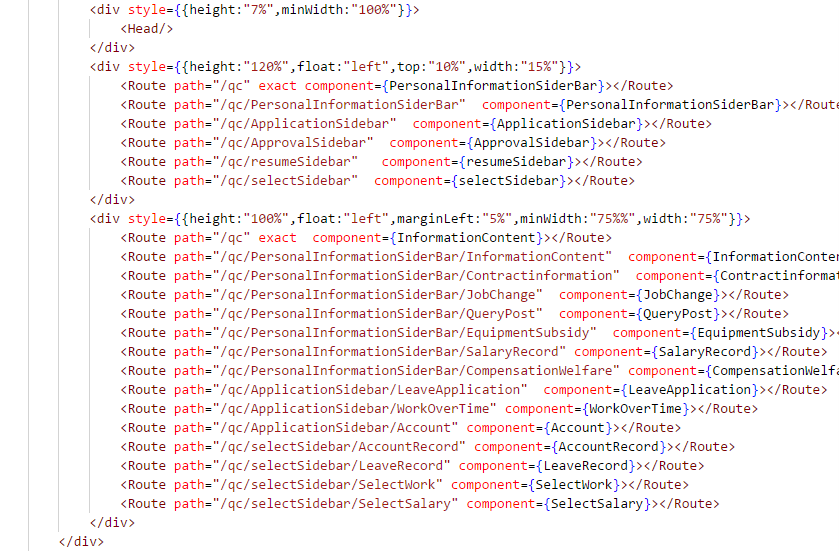 <div style={{height:"7%",minWidth:"100%"}}>
<Head/>
</div>
<div style={{height:"120%",float:"left",top:"10%",width:"15%"}}>
<Route path="/qc" exact component={PersonalInformationSiderBar}></Route>
<Route path="/qc/PersonalInformationSiderBar"  component={PersonalInformationSiderBar}></Route
<Route path="/qc/ApplicationSidebar"  component={ApplicationSidebar}></Route>
<Route path="/qc/ApprovalSidebar"  component={ApprovalSidebar}></Route>
<Route path="/qc/resumeSidebar"   component={resumeSidebar}></Route>
<Route path="/qc/selectSidebar"  component={selectSidebar}></Route>
</div>
<div style={{height:"100%",float:"left",marginLeft:"5%",minWidth:"75%%",width:"75%"}}>
<Route path="/qc" exact  component={InformationContent}></Route>
<Route path="/qc/PersonalInformationSiderBar/InformationContent"  component={InformationConten
<Route path="/qc/PersonalInformationSiderBar/Contractinformation"  component={Contractinformat
<Route path="/qc/PersonalInformationSiderBar/JobChange"  component={JobChange}></Route>
<Route path="/qc/PersonalInformationSiderBar/QueryPost"  component={QueryPost}></Route>
<Route path="/qc/PersonalInformationSiderBar/EquipmentSubsidy"  component={EquipmentSubsidy}><
<Route path="/qc/PersonalInformationSiderBar/SalaryRecord" component={SalaryRecord}></Route>
<Route path="/qc/PersonalInformationSiderBar/CompensationWelfare" component={CompensationWelfa
<Route path="/qc/ApplicationSidebar/LeaveApplication"  component={LeaveApplication}></Route>
<Route path="/qc/ApplicationSidebar/WorkOverTime" component={WorkOverTime}></Route>
<Route path="/qc/ApplicationSidebar/Account" component={Account}></Route>
<Route path="/qc/selectSidebar/AccountRecord" component={AccountRecord}></Route>
<Route path="/qc/selectSidebar/LeaveRecord" component={LeaveRecord}></Route>
<Route path="/qc/selectSidebar/SelectWork" component={SelectWork}></Route>
<Route path="/qc/selectSidebar/SelectSalary" component={SelectSalary}></Route>
</div>
</div>